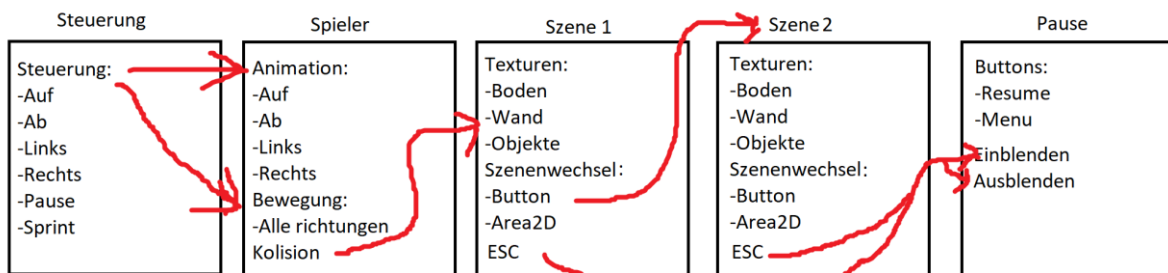 Steuerung
Steuerung:
-Auf
-Ab
-Links
-Rechts
-Pause
-Sprint
Spieler
Animation:
-Auf
-Ab
-Links
-Rechts
Bewegung:
-Alle richtungen
Kolision
Szene 1
Texturen:
-Boden
-Wand
-Objekte
Szenenwechsel:
-Button
-Area2D
ESC
Szene 2
Texturen:
-Boden
-Wand
-Objekte
Szenenwechsel:
-Button
-Area2D
ESC
Pause
Buttons:
-Resume
-Menu
Einblenden
Ausblenden